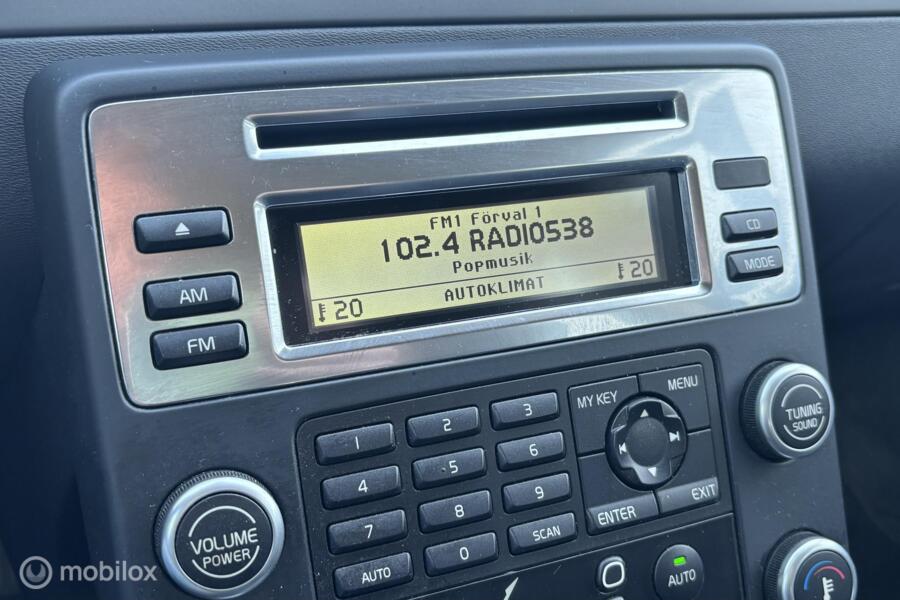 FM1 Förval 1
102.4 RADIO538
Popmusik
20 AUTOKLIMAT 20
AM
FM
CD
MODE
MY KEY MENU
1 2 3
4 5 6
7 8 9
AUTO 0 SCAN
ENTER EXIT
VOLUME
POWER
TUNING
SOUND
AUTO
mobilox